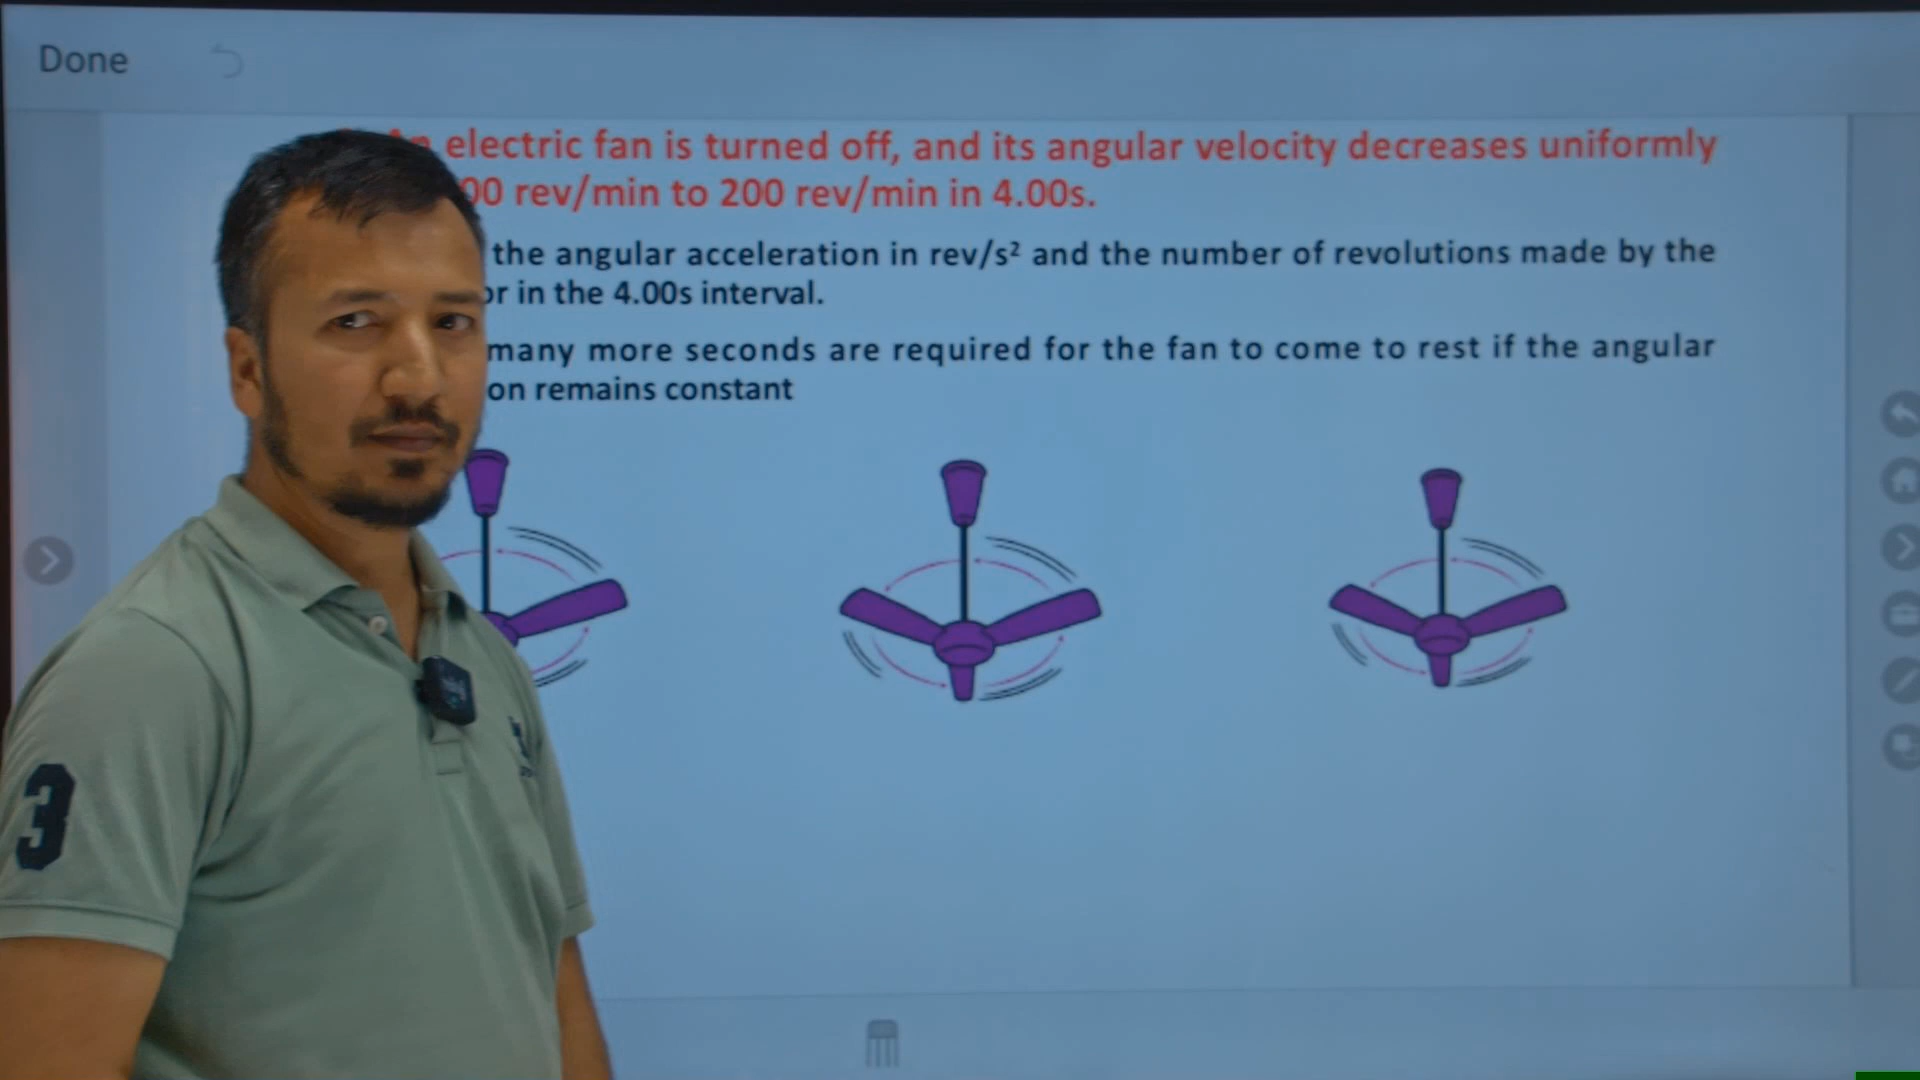 Done
electric fan is turned off, and its angular velocity decreases uniformly
00 rev/min to 200 rev/min in 4.00s.
the angular acceleration in rev/s² and the number of revolutions made by the
in the 4.00s interval.
many more seconds are required for the fan to come to rest if the angular
remains constant
3